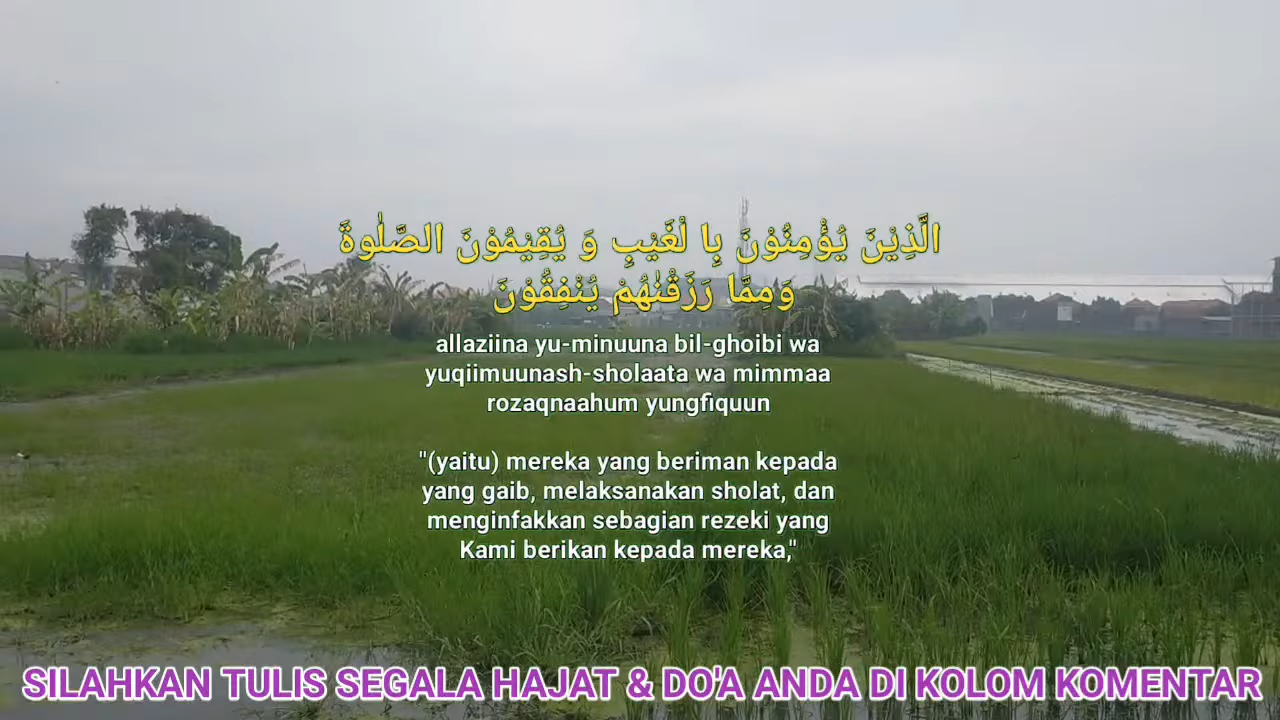 الَّذِيْنَ يُؤْمِنُوْنَ بِا لْغَيْبِ وَ يُقِيْمُوْنَ الصَّلٰوةَ
وَمِمَّا رَزَقْنٰهُمْ يُنْفِقُوْنَ
allaziina yu-minuuna bil-ghoibi wa
yuqiimuunash-sholaata wa mimmaa
rozaqnaahum yungfiquun
"(yaitu) mereka yang beriman kepada
yang gaib, melaksanakan sholat, dan
menginfakkan sebagian rezeki yang
Kami berikan kepada mereka,"
SILAHKAN TULIS SEGALA HAJAT & DO'A ANDA DI KOLOM KOMENTAR